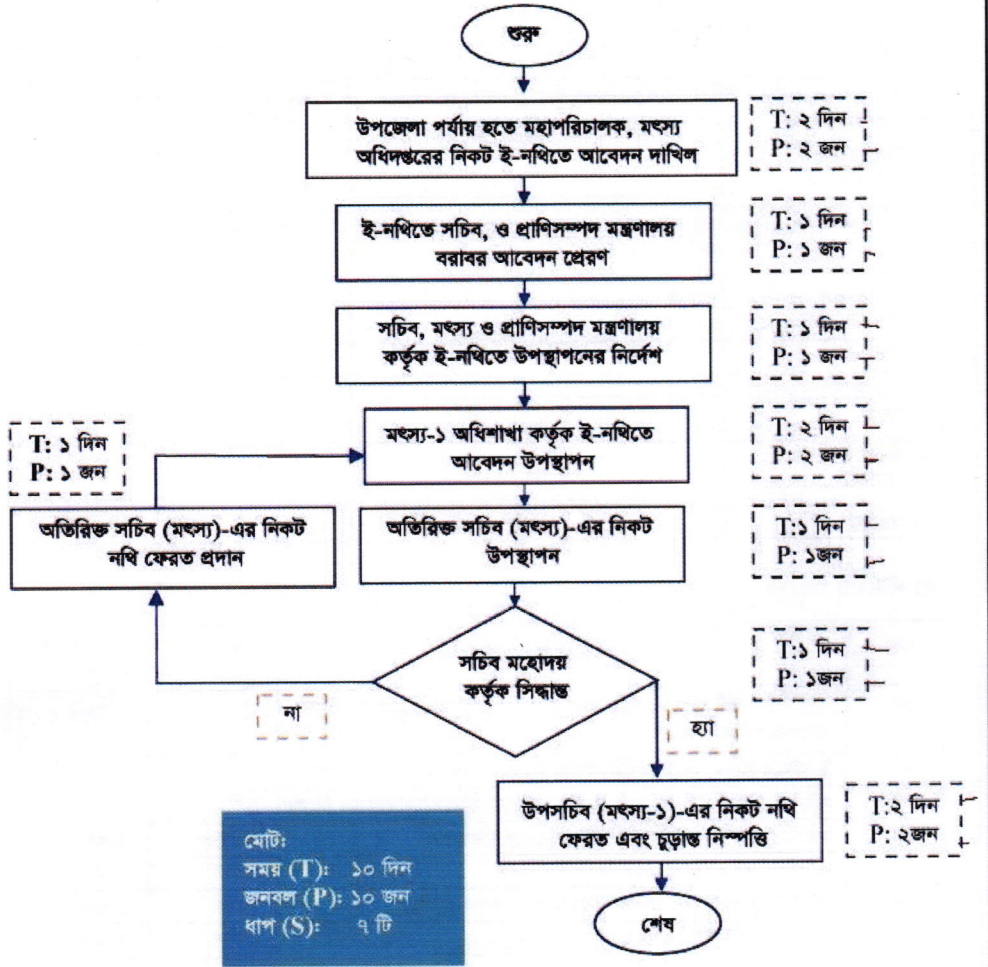 শুরু
উপজেলা পর্যায় হতে মহাপরিচালক, মৎস্য
অধিদপ্তরের নিকট ই-নথিতে আবেদন দাখিল
T: ২ দিন
P: ২ জন
ই-নথিতে সচিব, ও প্রাণিসম্পদ মন্ত্রণালয়
বরাবর আবেদন প্রেরণ
T: ১ দিন
P: ১ জন
সচিব, মৎস্য ও প্রাণিসম্পদ মন্ত্রণালয়
কর্তৃক ই-নথিতে উপস্থাপনের নির্দেশ
T: ১ দিন
P: ১ জন
মৎস্য-১ অধিশাখা কর্তৃক ই-নথিতে
আবেদন উপস্থাপন
T: ২ দিন
P: ২ জন
T: ১ দিন
P: ১ জন
অতিরিক্ত সচিব (মৎস্য)-এর নিকট
নথি ফেরত প্রদান
অতিরিক্ত সচিব (মৎস্য)-এর নিকট
উপস্থাপন
T:১ দিন
P: ১জন
সচিব মহোদয়
কর্তৃক সিদ্ধান্ত
T:১ দিন
P: ১জন
না
হ্যা
উপসচিব (মৎস্য-১)-এর নিকট নথি
ফেরত এবং চূড়ান্ত নিস্পত্তি
T:২ দিন
P: ২জন
মোট:
সময় (T): ১০ দিন
জনবল (P): ১০ জন
ধাপ (S): ৭ টি
শেষ